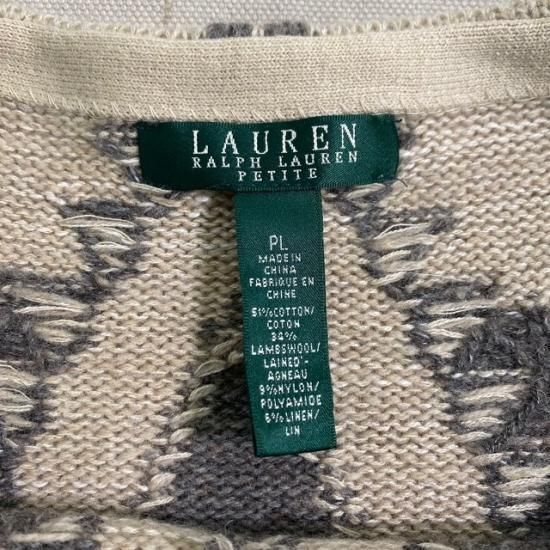 LAUREN
RALPH LAUREN
PETITE
PL
MADE IN
CHINA
FABRIQUE EN
CHINE
51%COTTON/
COTON
34%
LAMBSWOOL/
LAINED'-
AGNEAU
9%NYLON/
POLYAMIDE
6%LINEN/
LIN